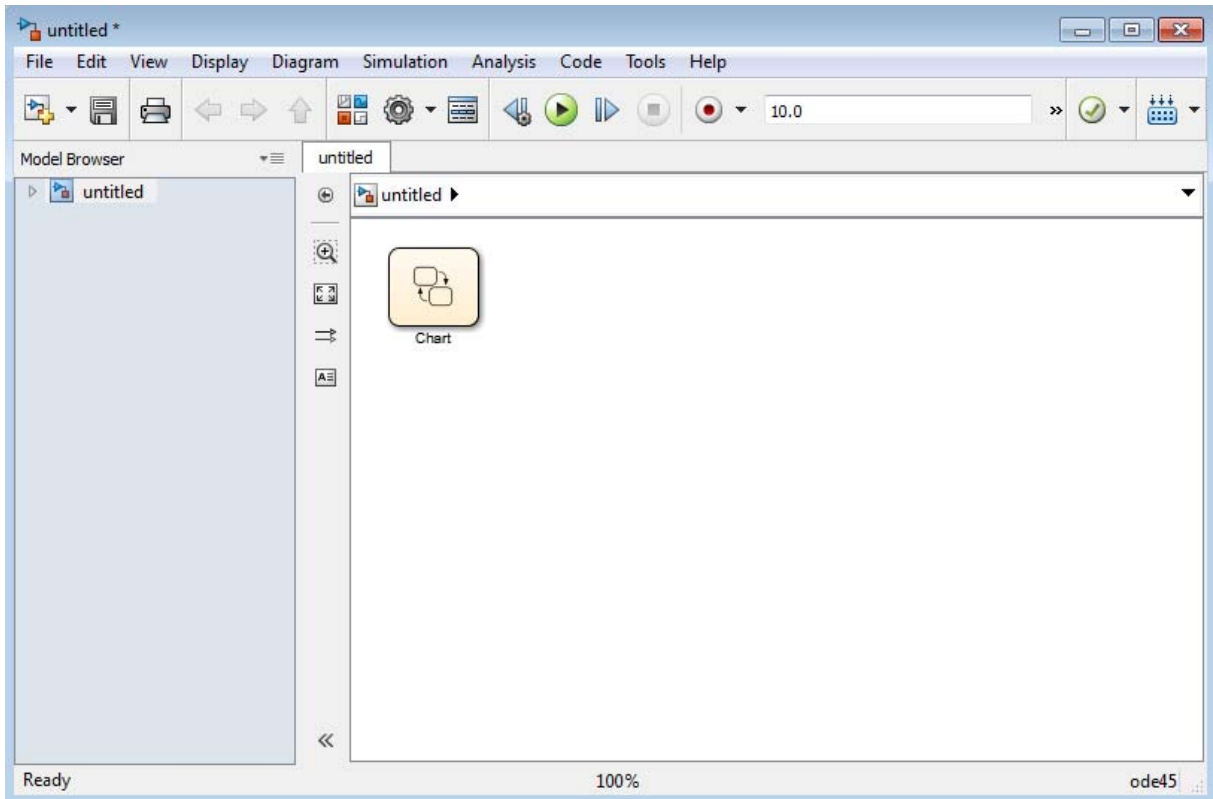 untitled *
File Edit View Display Diagram Simulation Analysis Code Tools Help
10.0 »
Model Browser untitled
untitled untitled
Chart
A
Ready 100% ode45